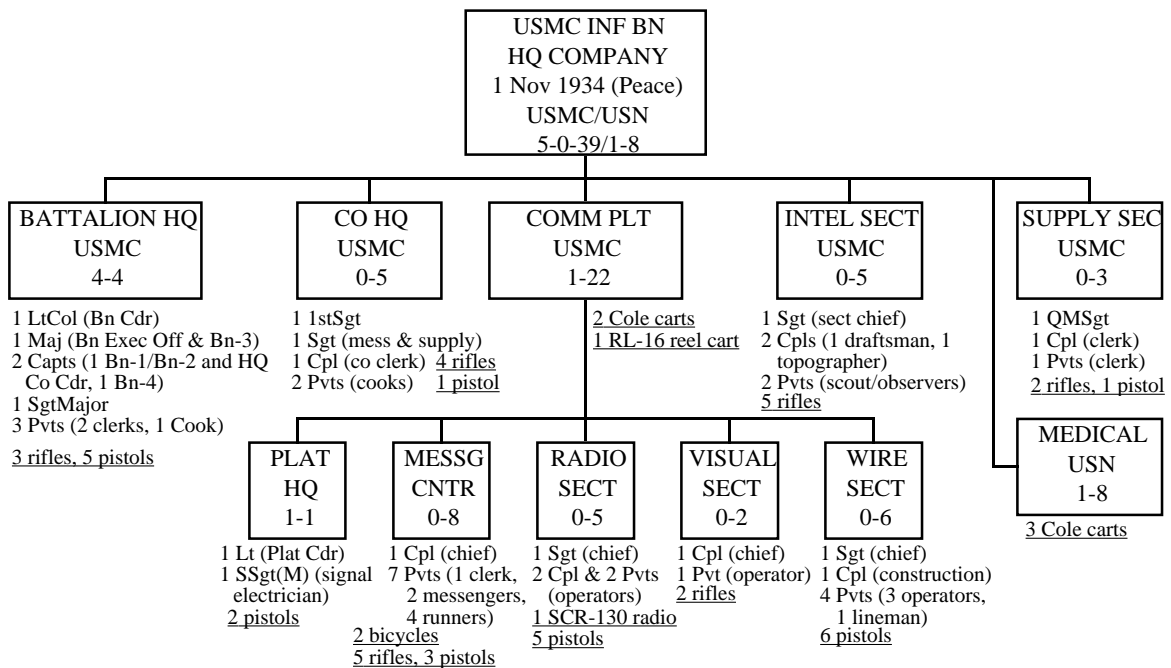 USMC INF BN
HQ COMPANY
1 Nov 1934 (Peace)
USMC/USN
5-0-39/1-8
BATTALION HQ
USMC
4-4
1 LtCol (Bn Cdr)
1 Maj (Bn Exec Off & Bn-3)
2 Capts (1 Bn-1/Bn-2 and HQ
Co Cdr, 1 Bn-4)
1 SgtMajor
3 Pvts (2 clerks, 1 Cook)
3 rifles, 5 pistols
CO HQ
USMC
0-5
1 1stSgt
1 Sgt (mess & supply)
1 Cpl (co clerk) 4 rifles
2 Pvts (cooks) 1 pistol
COMM PLT
USMC
1-22
2 Cole carts
1 RL-16 reel cart
INTEL SECT
USMC
0-5
1 Sgt (sect chief)
2 Cpls (1 draftsman, 1
topographer)
2 Pvts (scout/observers)
5 rifles
SUPPLY SEC
USMC
0-3
1 QMSgt
1 Cpl (clerk)
1 Pvts (clerk)
2 rifles, 1 pistol
PLAT
HQ
1-1
1 Lt (Plat Cdr)
1 SSgt(M) (signal
electrician)
2 pistols
MESSG
CNTR
0-8
1 Cpl (chief)
7 Pvts (1 clerk,
2 messengers,
4 runners)
2 bicycles
5 rifles, 3 pistols
RADIO
SECT
0-5
1 Sgt (chief)
2 Cpl & 2 Pvts
(operators)
1 SCR-130 radio
5 pistols
VISUAL
SECT
0-2
1 Cpl (chief)
1 Pvt (operator)
2 rifles
WIRE
SECT
0-6
1 Sgt (chief)
1 Cpl (construction)
4 Pvts (3 operators,
1 lineman)
6 pistols
MEDICAL
USN
1-8
3 Cole carts